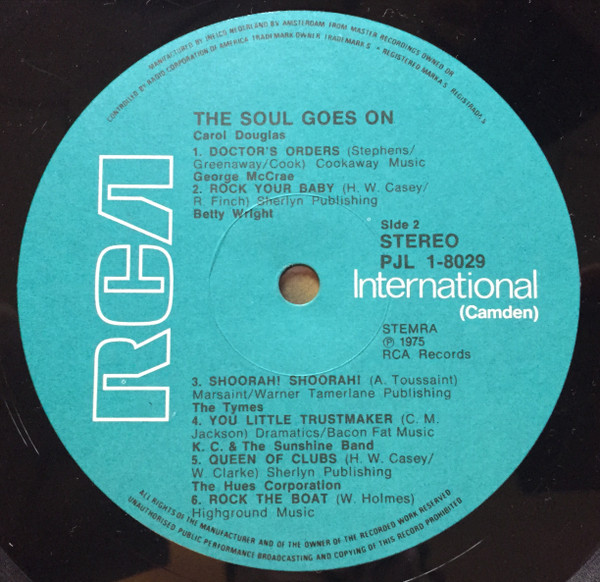 MANUFACTURED BY INELCO NEDERLAND BV AMSTERDAM FROM MASTER RECORDINGS OWNED OR
CONTROLLED BY RADIO CORPORATION OF AMERICA TRADEMARK OWNER TRADEMARKS • REGISTERED MARKAS REGISTRADAS
THE SOUL GOES ON
Carol Douglas
1. DOCTOR'S ORDERS (Stephens/
Greenaway/Cook) Cookaway Music
George McCrae
2. ROCK YOUR BABY (H. W. Casey/
R. Finch) Sherlyn Publishing
Betty Wright
Side 2
STEREO
PJL 1-8029
International
(Camden)
STEMRA
Ⓟ 1975
RCA Records
RCA
3. SHOORAH! SHOORAH! (A. Toussaint)
Marsaint/Warner Tamerlane Publishing
The Tymes
4. YOU LITTLE TRUSTMAKER (C. M.
Jackson) Dramatics/Bacon Fat Music
K. C. & The Sunshine Band
5. QUEEN OF CLUBS (H. W. Casey/
W. Clarke) Sherlyn Publishing
The Hues Corporation
6. ROCK THE BOAT (W. Holmes)
Highground Music
ALL RIGHTS OF THE MANUFACTURER AND OF THE OWNER OF THE RECORDED WORK RESERVED
UNAUTHORISED PUBLIC PERFORMANCE BROADCASTING AND COPYING OF THIS RECORD PROHIBITED